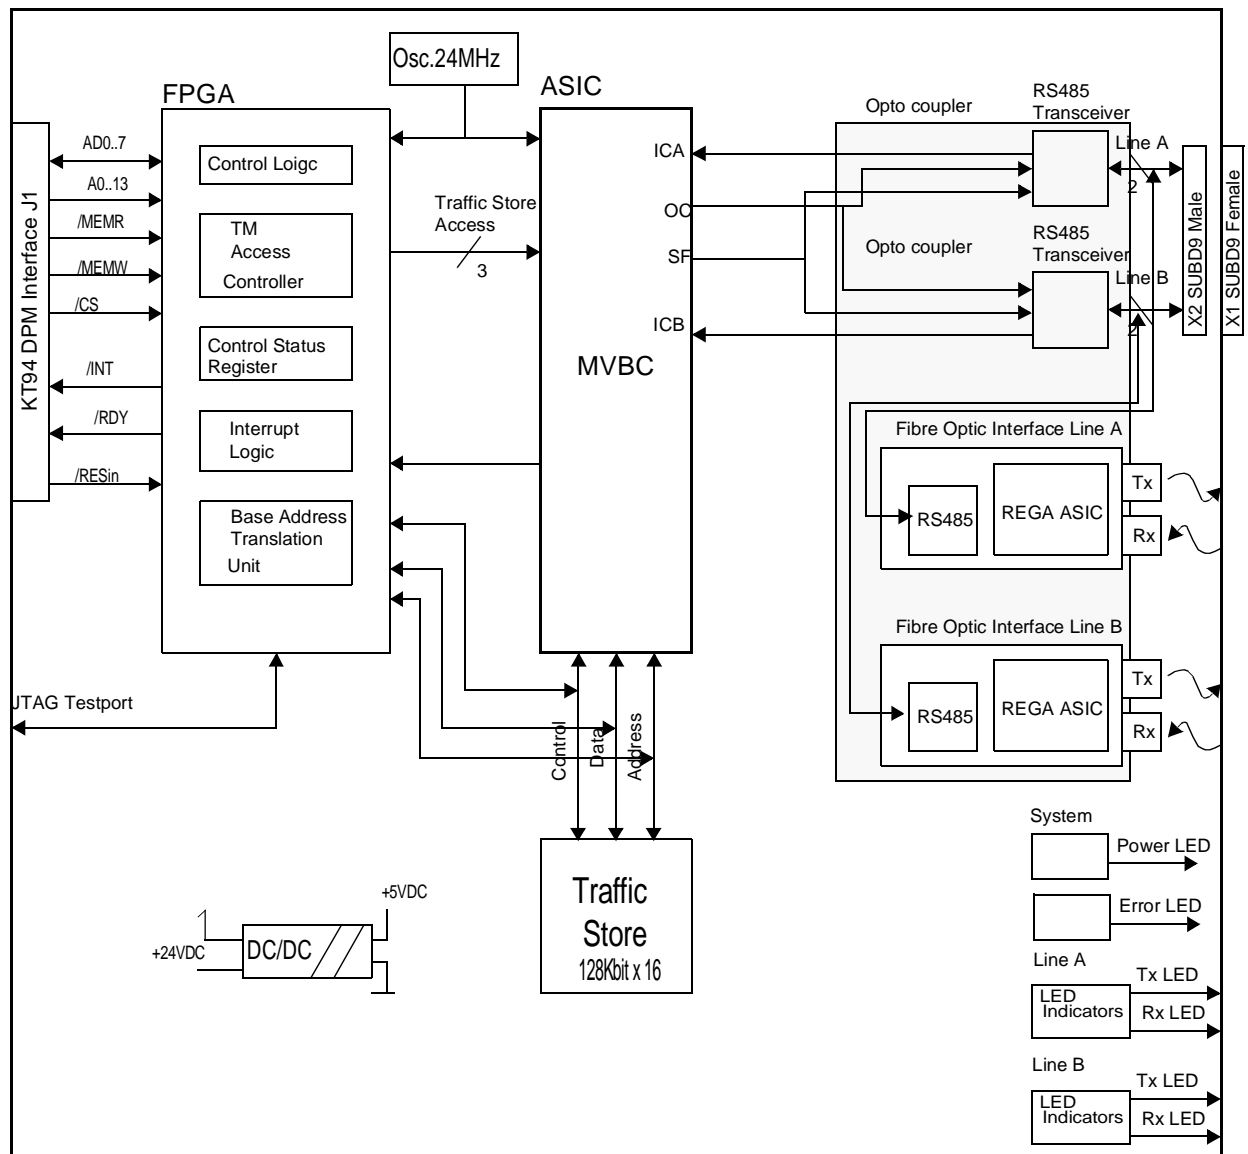 Osc.24MHz
FPGA
ASIC
Opto coupler
RS485
Transceiver
KT94 DPM Interface J1
AD0..7
A0..13
/MEMR
/MEMW
/CS
/INT
/RDY
/RESin
Control Loigc
TM
Access
Controller
Control Status
Register
Interrupt
Logic
Base Address
Translation
Unit
Traffic Store
Access
3
ICA
OC
SF
ICB
MVBC
Line A
2
Opto coupler
RS485
Transceiver
Line B
2
X2 SUBD9 Male
X1 SUBD9 Female
Fibre Optic Interface Line A
RS485
REGA ASIC
Tx
Rx
Fibre Optic Interface Line B
RS485
REGA ASIC
Tx
Rx
JTAG Testport
Control
Data
Address
Traffic
Store
128Kbit x 16
+5VDC
+24VDC
DC/DC
System
Power LED
Error LED
Line A
LED
Indicators
Tx LED
Rx LED
Line B
LED
Indicators
Tx LED
Rx LED